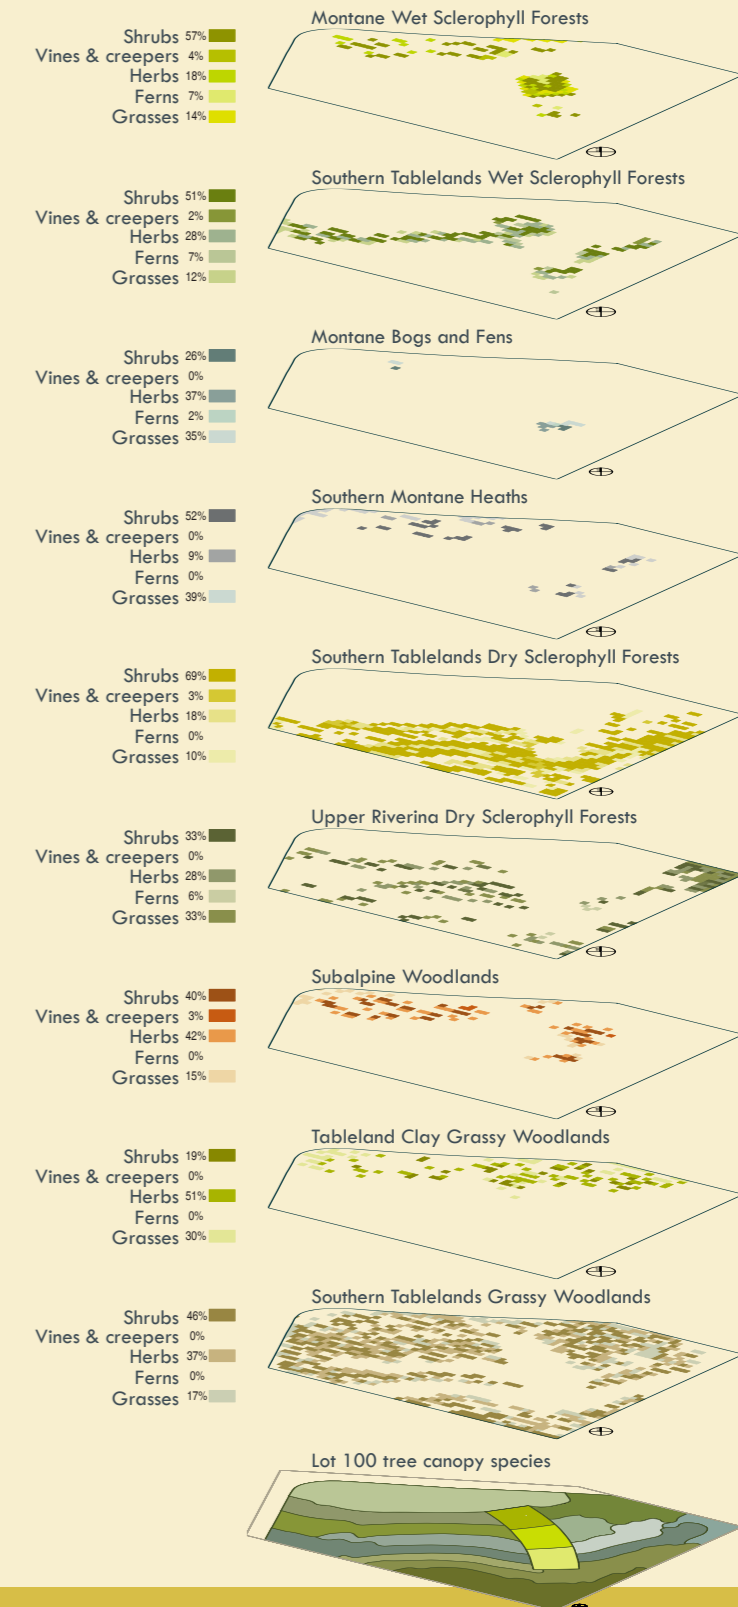 Montane Wet Sclerophyll Forests
Shrubs 57%
Vines & creepers 4%
Herbs 18%
Ferns 7%
Grasses 14%
Southern Tablelands Wet Sclerophyll Forests
Shrubs 51%
Vines & creepers 2%
Herbs 28%
Ferns 7%
Grasses 12%
Montane Bogs and Fens
Shrubs 26%
Vines & creepers 0%
Herbs 37%
Ferns 2%
Grasses 35%
Southern Montane Heaths
Shrubs 52%
Vines & creepers 0%
Herbs 9%
Ferns 0%
Grasses 39%
Southern Tablelands Dry Sclerophyll Forests
Shrubs 69%
Vines & creepers 3%
Herbs 18%
Ferns 0%
Grasses 10%
Upper Riverina Dry Sclerophyll Forests
Shrubs 33%
Vines & creepers 0%
Herbs 28%
Ferns 6%
Grasses 33%
Subalpine Woodlands
Shrubs 40%
Vines & creepers 3%
Herbs 42%
Ferns 0%
Grasses 15%
Tableland Clay Grassy Woodlands
Shrubs 19%
Vines & creepers 0%
Herbs 51%
Ferns 0%
Grasses 30%
Southern Tablelands Grassy Woodlands
Shrubs 46%
Vines & creepers 0%
Herbs 37%
Ferns 0%
Grasses 17%
Lot 100 tree canopy species